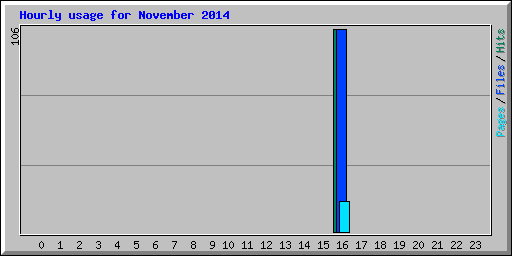 Hourly usage for November 2014
106
Pages/Files/Hits
0 1 2 3 4 5 6 7 8 9 10 11 12 13 14 15 16 17 18 19 20 21 22 23